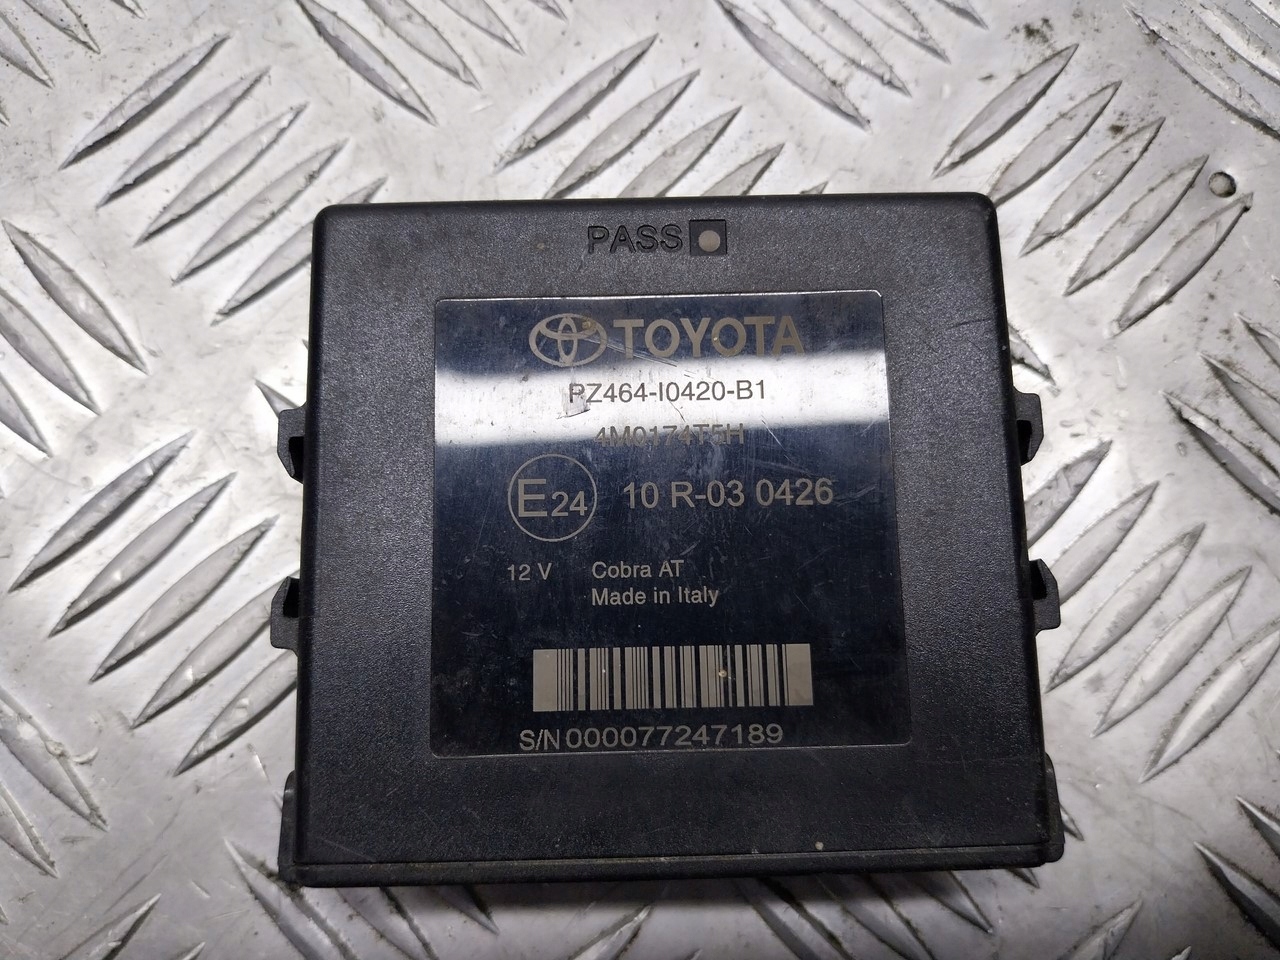 PASS
TOYOTA
PZ464-I0420-B1
4M0174T5H
E24 10 R-03 0426
12 V Cobra AT
Made in Italy
S/N 000077247189